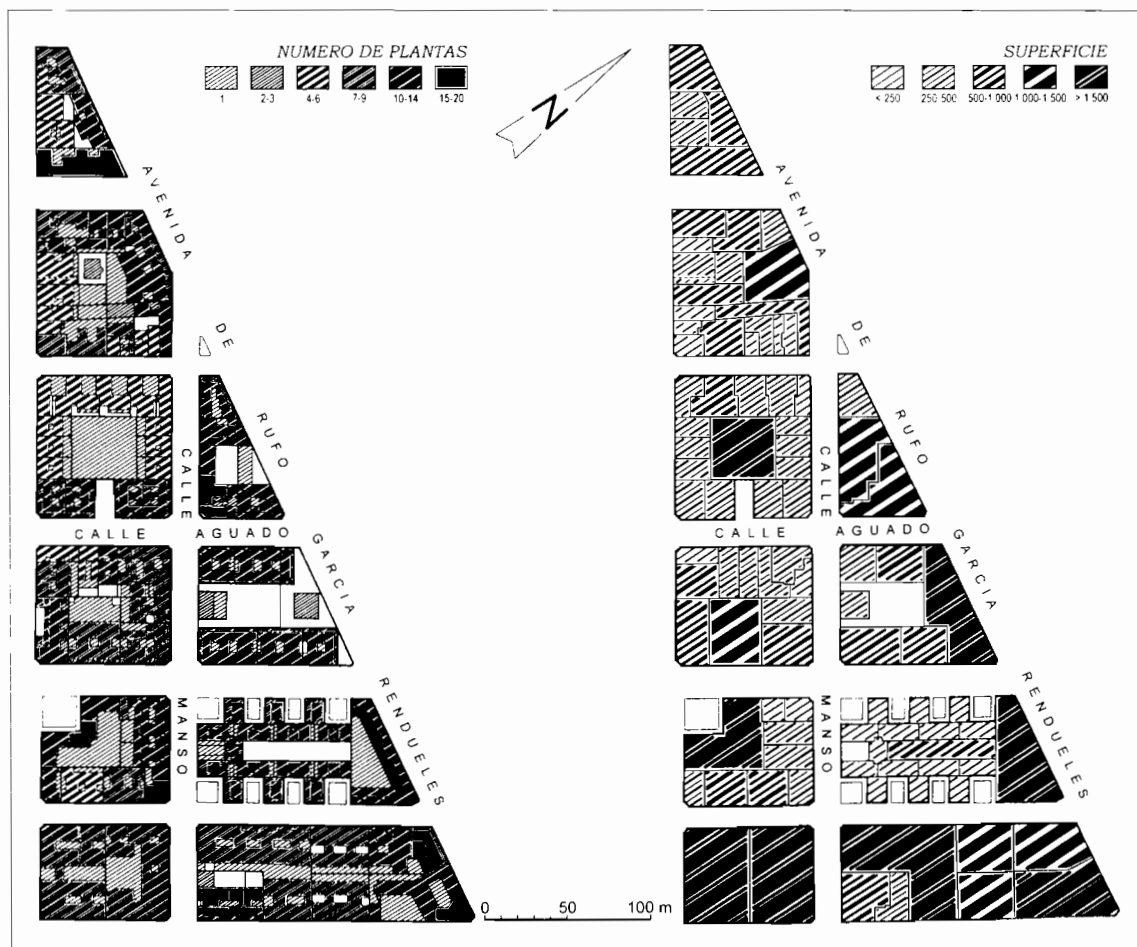 NUMERO DE PLANTAS
1 2-3 4-6 7-9 10-14 15-20
N
AVENIDA
DE
RUFO
GARCIA
RENDUELES
CALLE
MANSO
CALLE AGUADO
0 50 100 m
SUPERFICIE
< 250 250-500 500-1 000 1 000-1 500 > 1 500
AVENIDA
DE
RUFO
GARCIA
RENDUELES
CALLE
MANSO
CALLE AGUADO